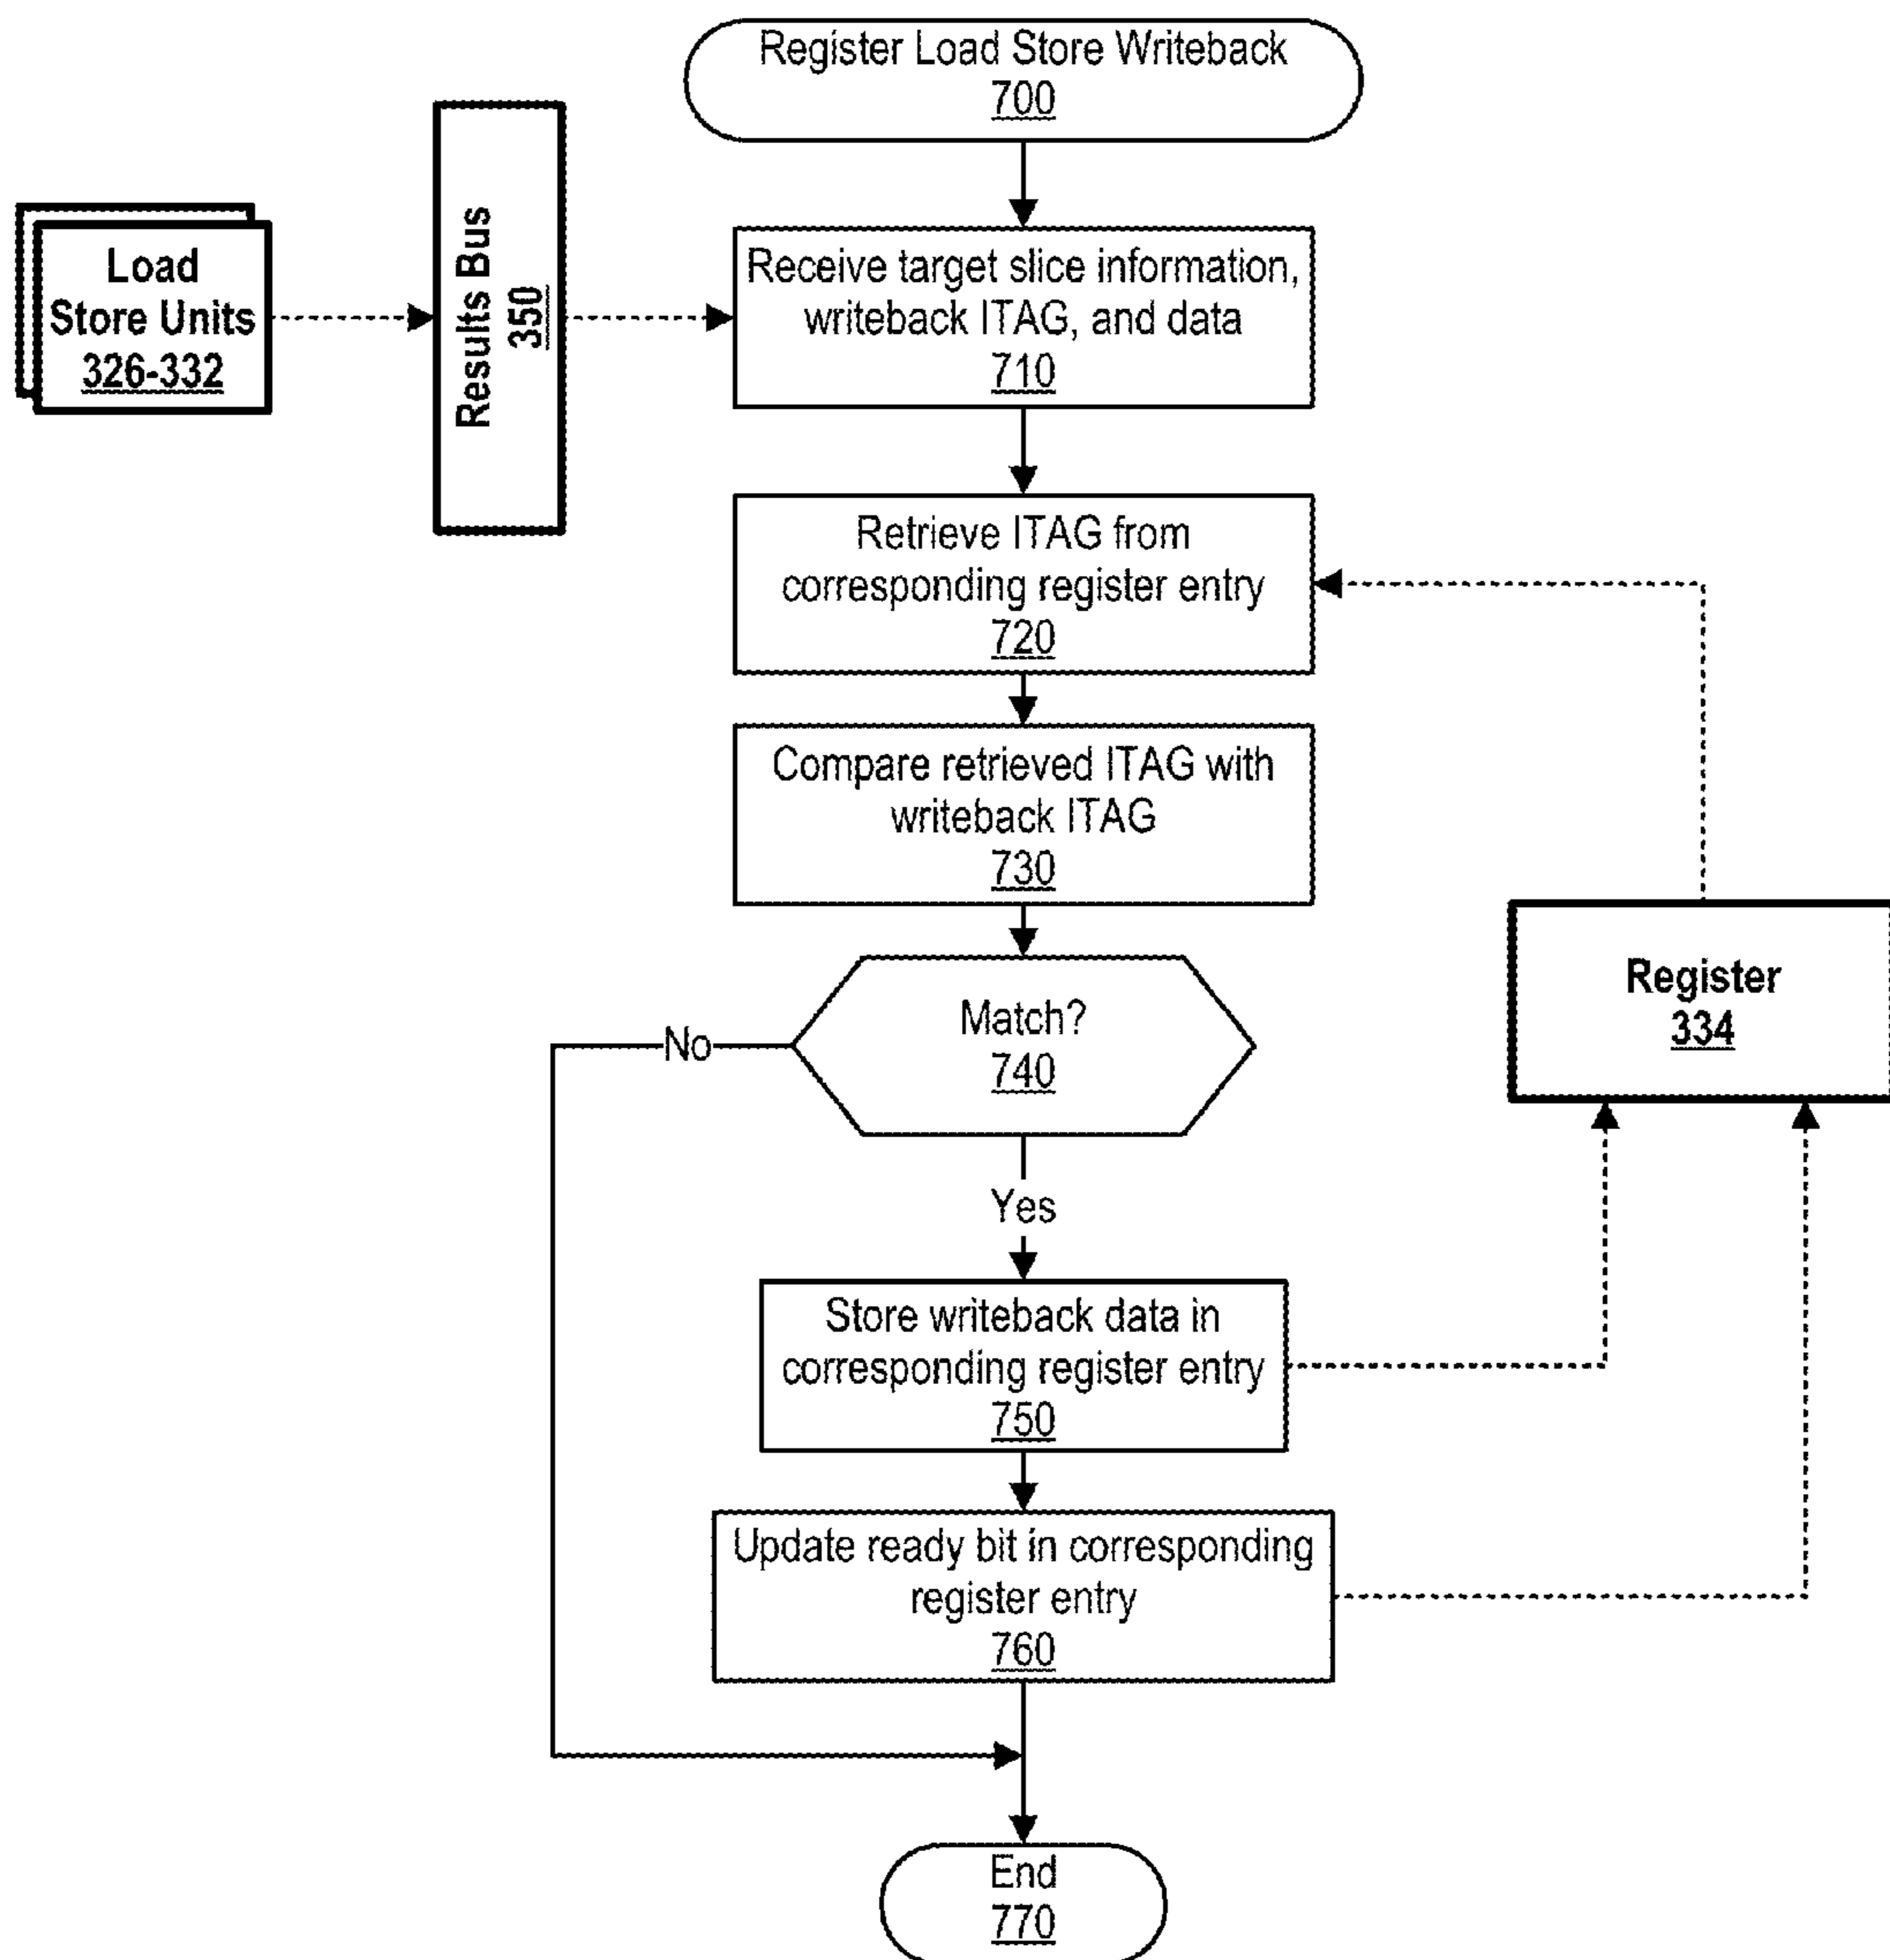 Register Load Store Writeback
700
Load
Store Units
326-332
Results Bus
350
Receive target slice information,
writeback ITAG, and data
710
Retrieve ITAG from
corresponding register entry
720
Compare retrieved ITAG with
writeback ITAG
730
Register
334
Match?
740
No
Yes
Store writeback data in
corresponding register entry
750
Update ready bit in corresponding
register entry
760
End
770